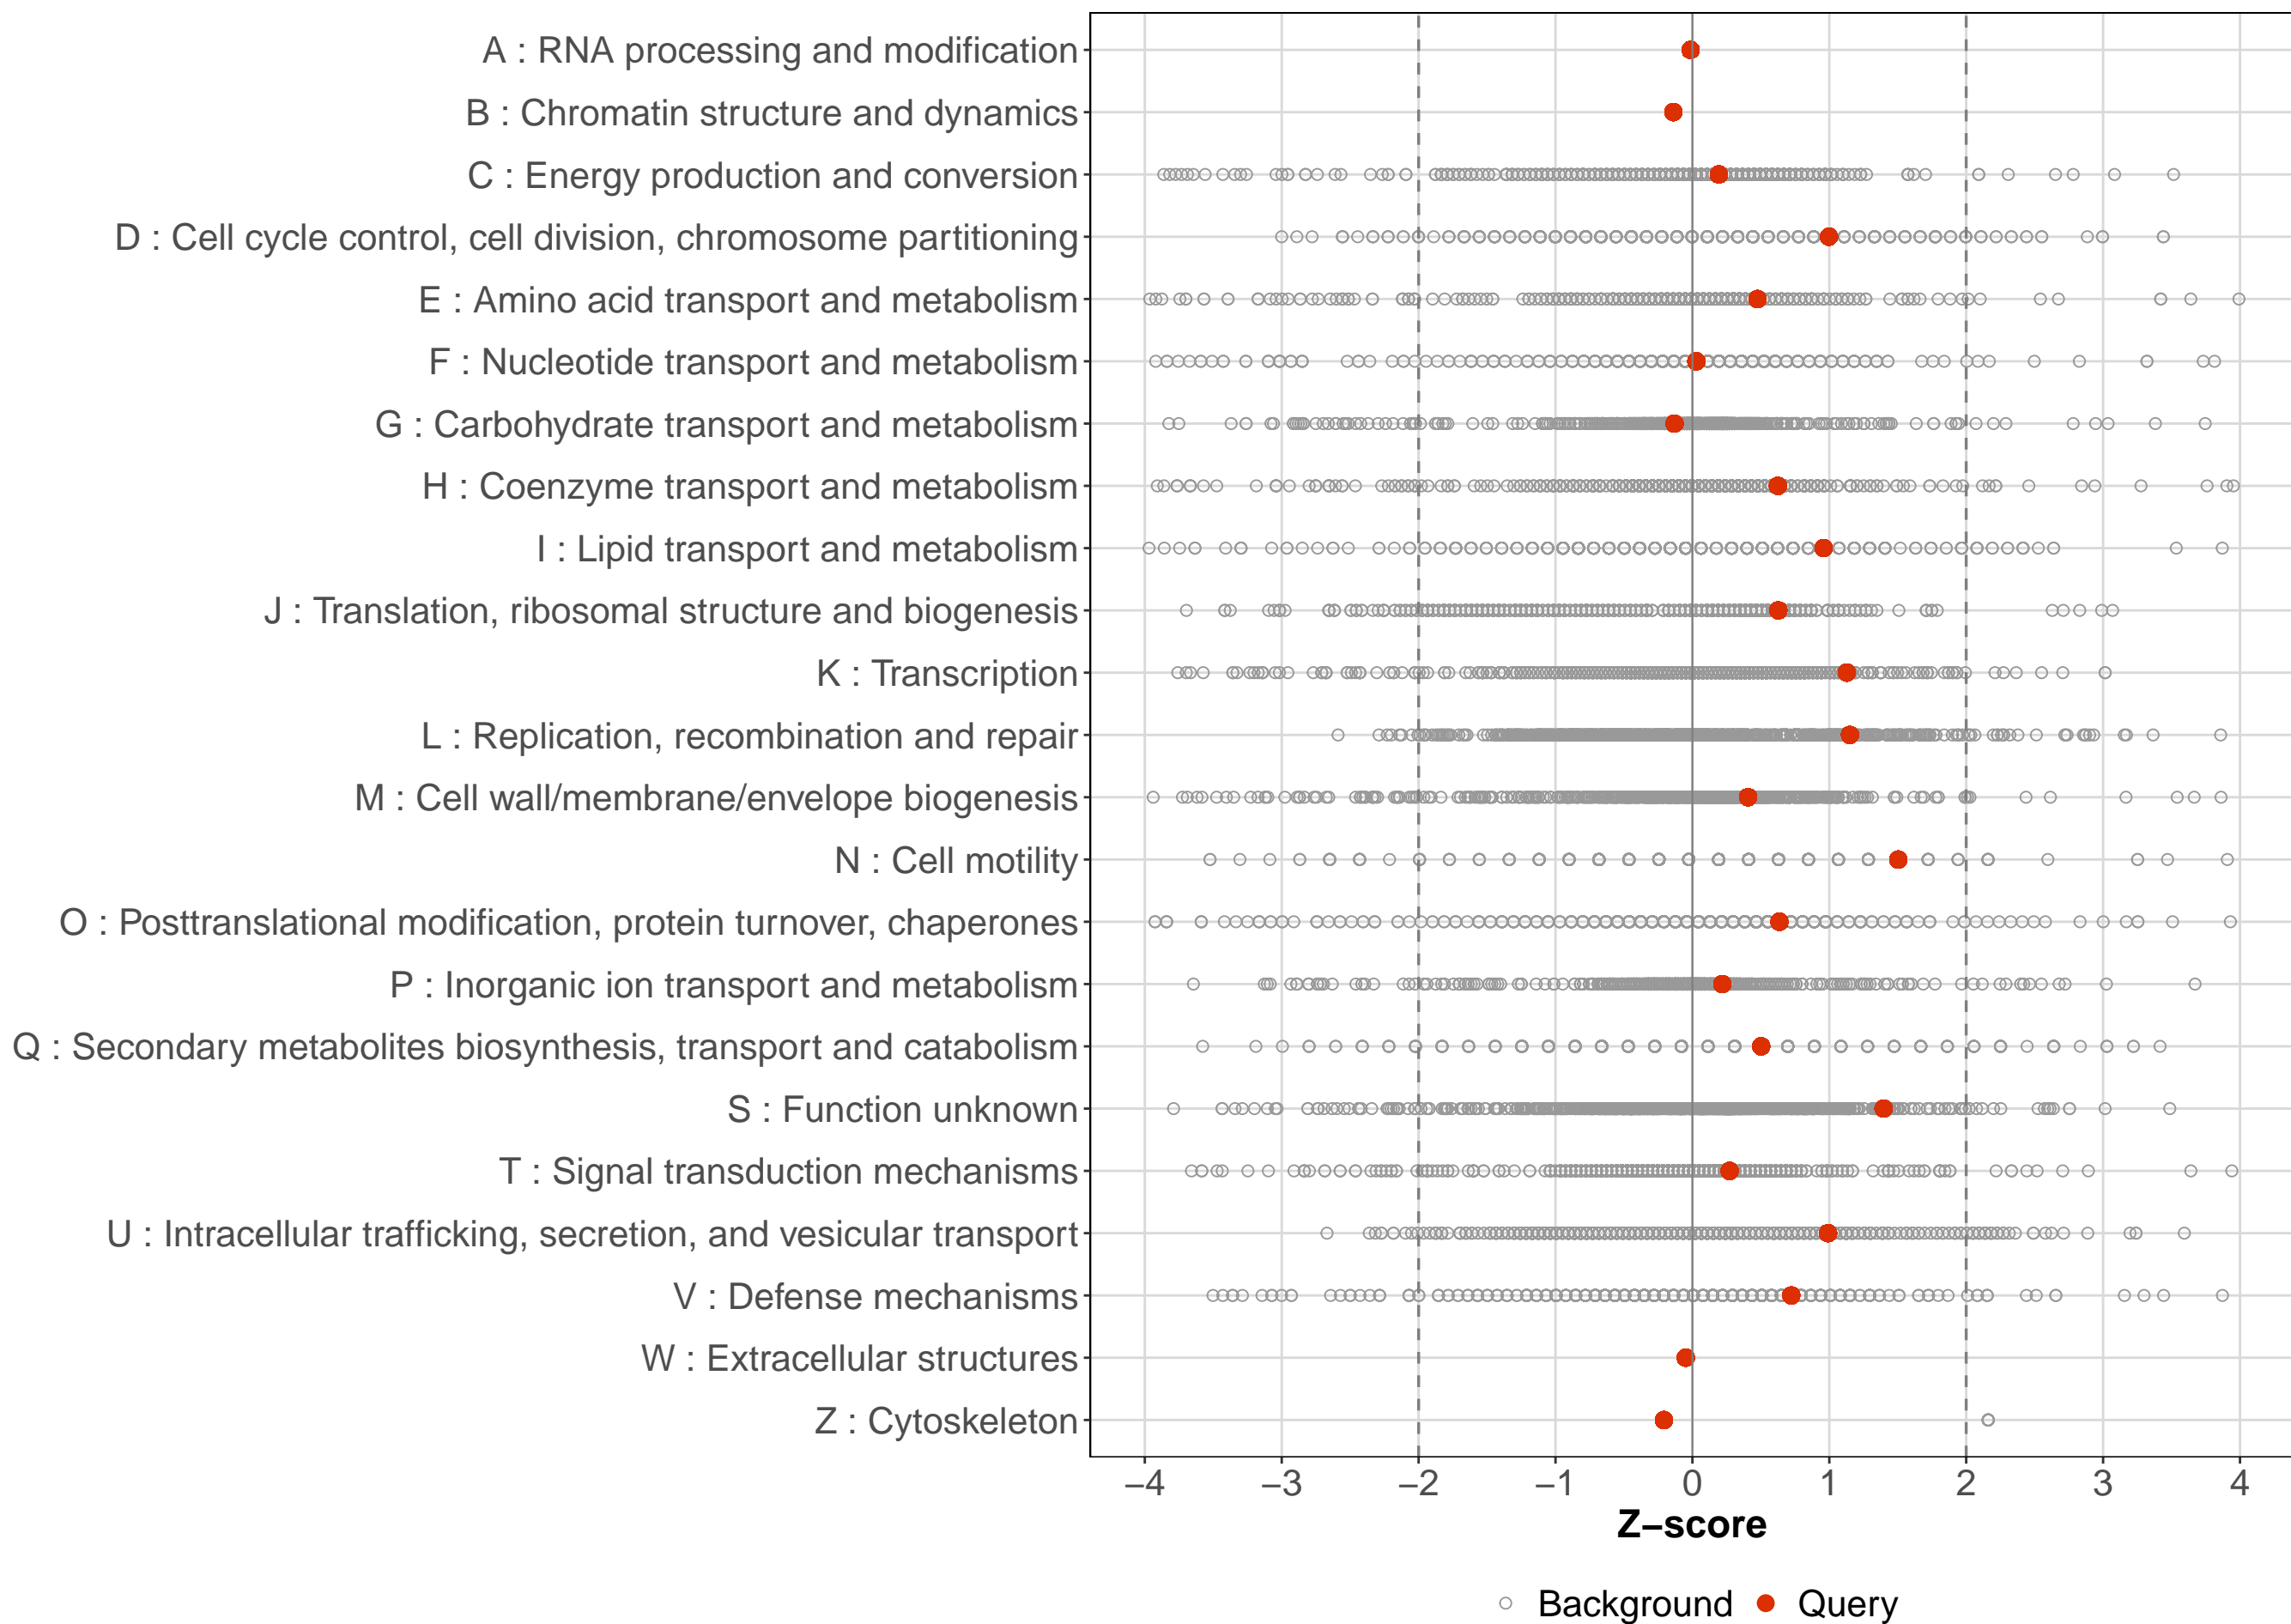 A : RNA processing and modification
B : Chromatin structure and dynamics
C : Energy production and conversion
D : Cell cycle control, cell division, chromosome partitioning
E : Amino acid transport and metabolism
F : Nucleotide transport and metabolism
G : Carbohydrate transport and metabolism
H : Coenzyme transport and metabolism
I : Lipid transport and metabolism
J : Translation, ribosomal structure and biogenesis
K : Transcription
L : Replication, recombination and repair
M : Cell wall/membrane/envelope biogenesis
N : Cell motility
O : Posttranslational modification, protein turnover, chaperones
P : Inorganic ion transport and metabolism
Q : Secondary metabolites biosynthesis, transport and catabolism
S : Function unknown
T : Signal transduction mechanisms
U : Intracellular trafficking, secretion, and vesicular transport
V : Defense mechanisms
W : Extracellular structures
Z : Cytoskeleton
−4 −3 −2 −1 0 1 2 3 4
Z−score
Background Query